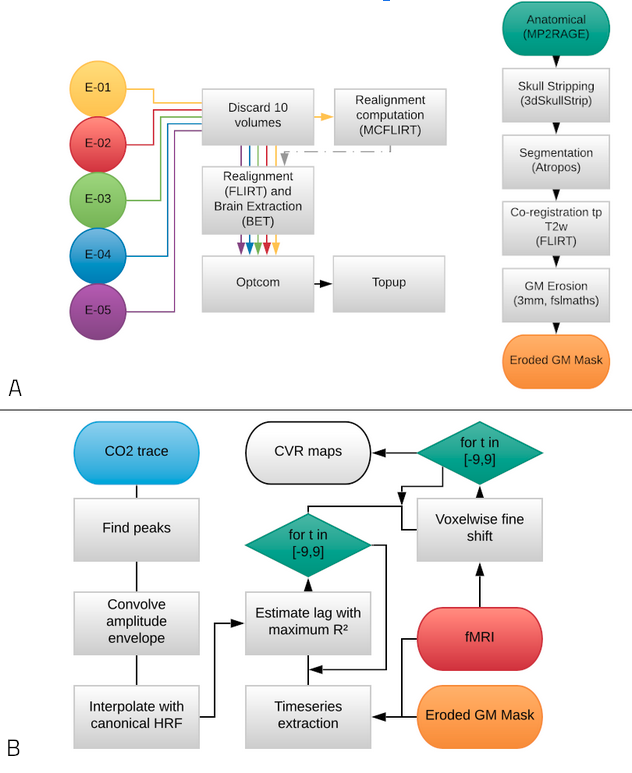 E-01
E-02
E-03
E-04
E-05
Discard 10
volumes
Realignment
computation
(MCFLIRT)
Realignment
(FLIRT) and
Brain Extraction
(BET)
Optcom
Topup
Anatomical
(MP2RAGE)
Skull Stripping
(3dSkullStrip)
Segmentation
(Atropos)
Co-registration tp
T2w
(FLIRT)
GM Erosion
(3mm, fslmaths)
Eroded GM Mask
A
CO2 trace
Find peaks
Convolve
amplitude
envelope
Interpolate with
canonical HRF
CVR maps
for t in
[-9,9]
Estimate lag with
maximum R²
Timeseries
extraction
for t in
[-9,9]
Voxelwise fine
shift
fMRI
Eroded GM Mask
B